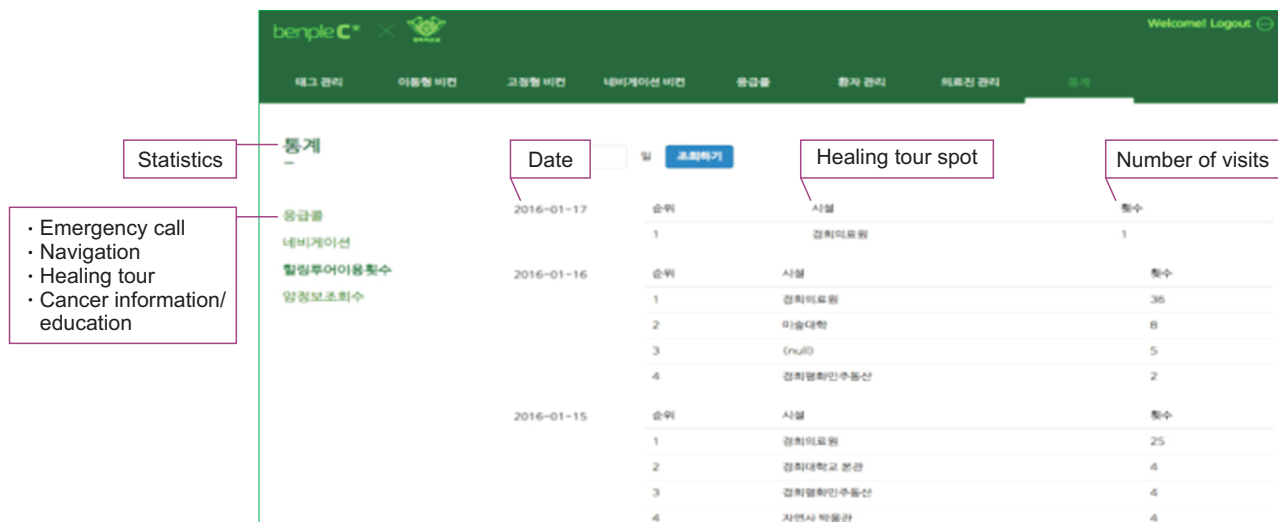 benple C* ×
Welcome! Logout
태그 관리 이동형 비컨 고정형 비컨 네비게이션 비컨 응급콜 환자 관리 의료진 관리 통계
Statistics
통계
Date
일 조회하기
Healing tour spot
Number of visits
· Emergency call
· Navigation
· Healing tour
· Cancer information/
education
응급콜
네비게이션
힐링투어이용횟수
암정보조회수
2016-01-17 순위 시설 횟수
1 경희의료원 1
2016-01-16 순위 시설 횟수
1 경희의료원 36
2 미술대학 8
3 (null) 5
4 경희평화민주동산 2
2016-01-15 순위 시설 횟수
1 경희의료원 25
2 경희대학교 본관 4
3 경희평화민주동산 4
4 자연사 박물관 4